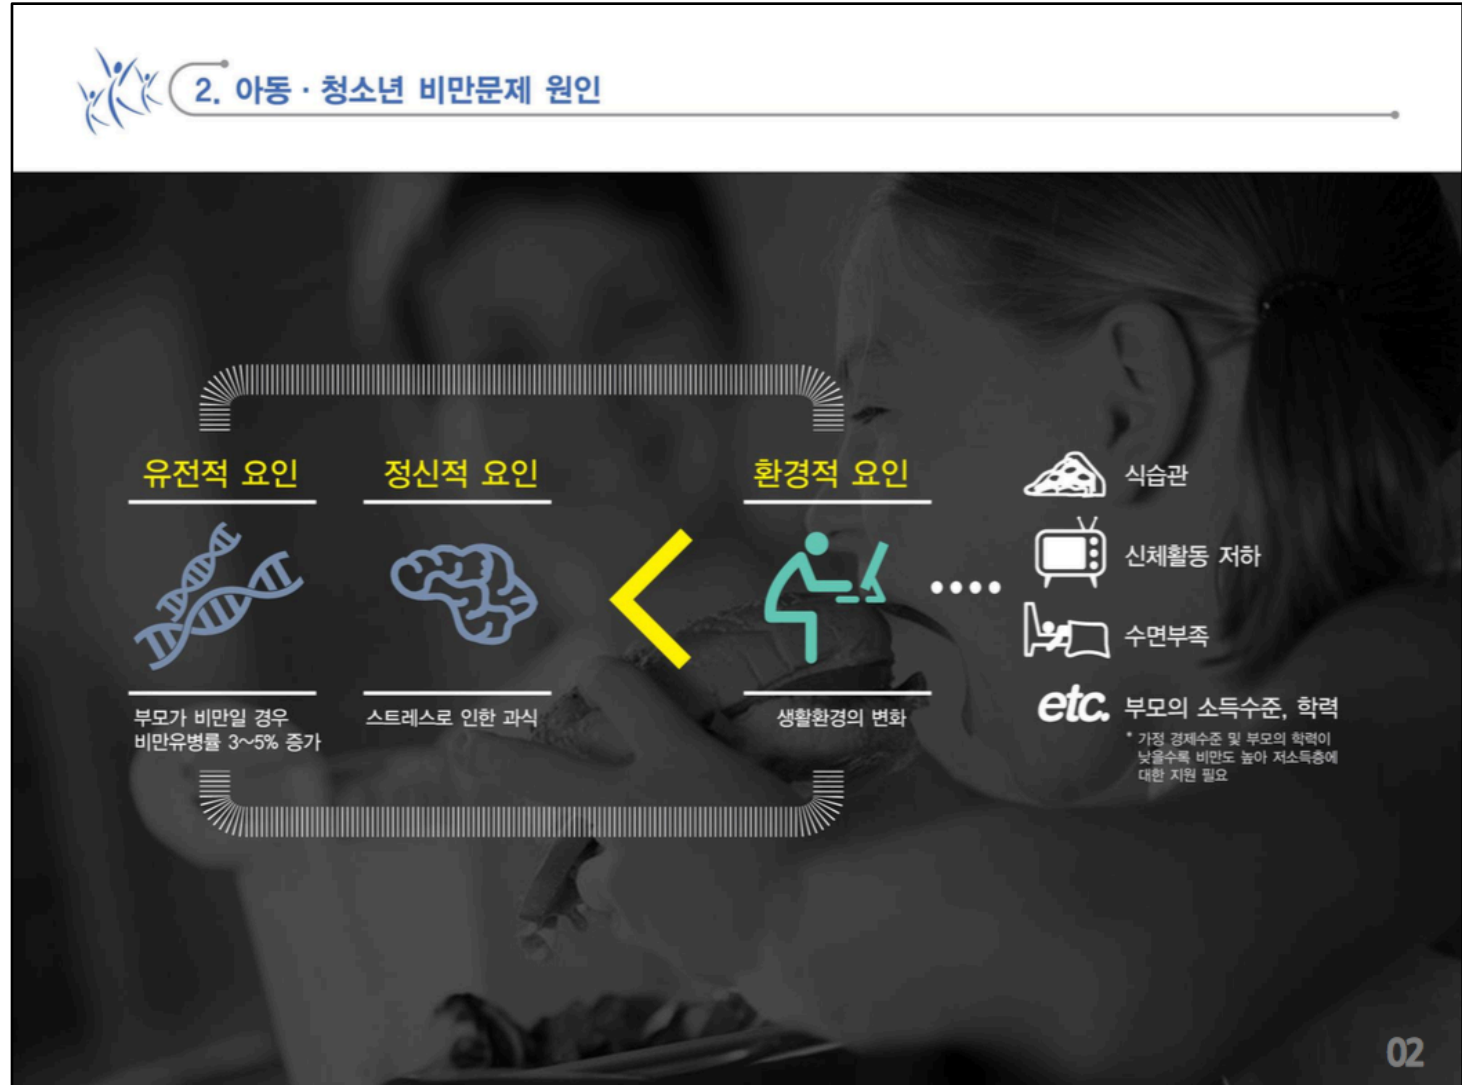 2. 아동 · 청소년 비만문제 원인
유전적 요인
부모가 비만일 경우
비만유병률 3~5% 증가
정신적 요인
스트레스로 인한 과식
<
환경적 요인
생활환경의 변화
식습관
신체활동 저하
수면부족
etc. 부모의 소득수준, 학력
* 가정 경제수준 및 부모의 학력이
낮을수록 비만도 높아 저소득층에
대한 지원 필요
02